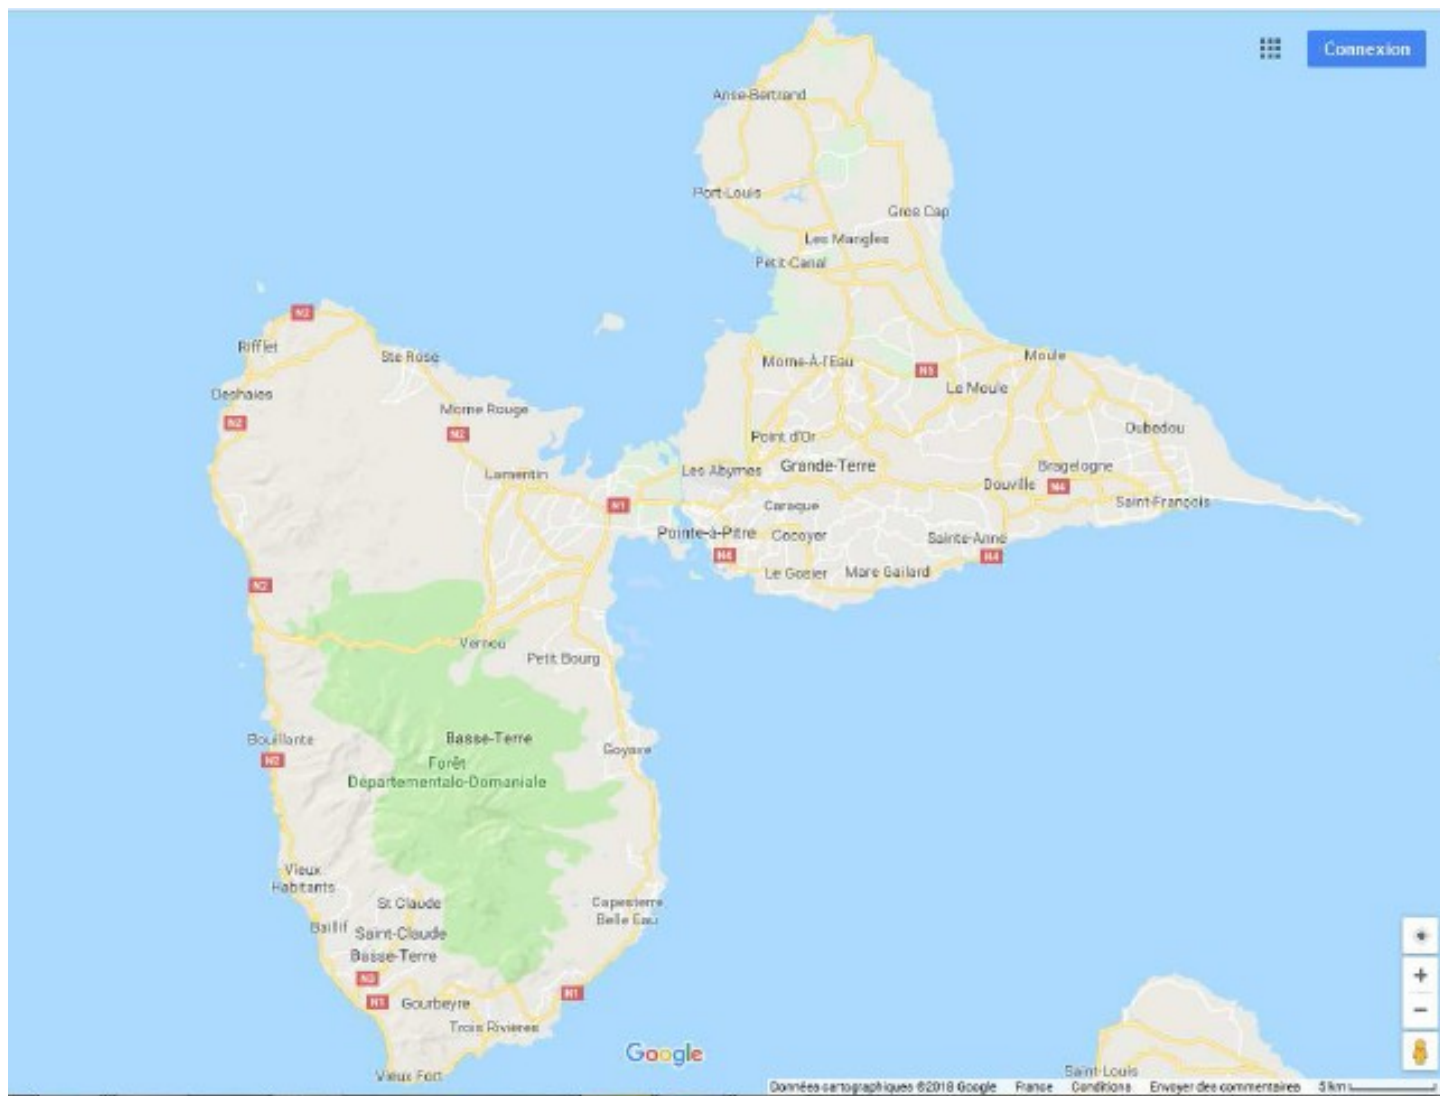 Connexion
Anse-Bertrand
Port-Louis
Gros Cap
Les Mangles
Petit-Canal
N2
Rifflet
Ste Rose
Morne-À-l'Eau
Moule
N5
Le Moule
Deshaies
N2
Morne Rouge
N2
Point d'Or
Dubedou
Lamentin
Les Abymes
Grande-Terre
Bragelogne
Douville
N4
Saint-François
N1
Caraque
Pointe-à-Pitre
Cocoyer
Sainte-Anne
N4
N4
Le Gosier
Mare Gaillard
N2
Vernou
Petit Bourg
Bouillante
N2
Basse-Terre
Goyave
Forêt
Départementalo-Domaniale
Vieux
Habitants
St Claude
Capesterre
Belle Eau
Baillif
Saint-Claude
Basse-Terre
N1
Gourbeyre
N1
Trois Rivieres
Google
Vieux Fort
Saint-Louis
Données cartographiques ©2018 Google France Conditions Envoyer des commentaires 5 km